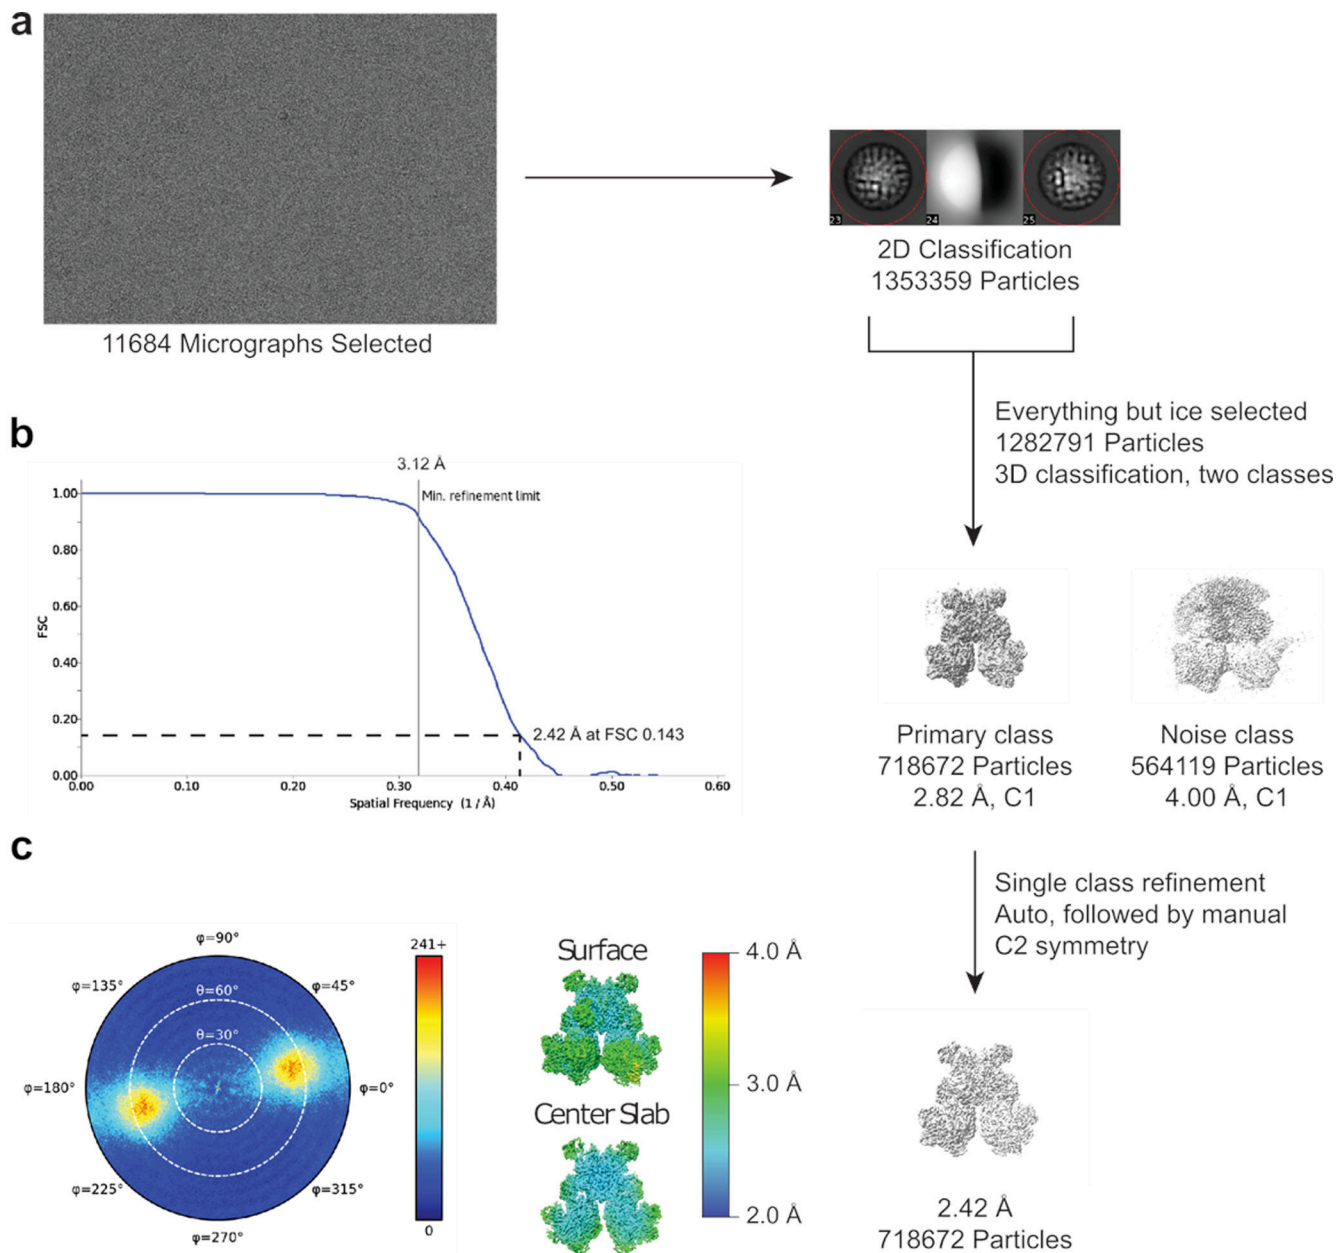 a
11684 Micrographs Selected
23
24
25
2D Classification
1353359 Particles
Everything but ice selected
1282791 Particles
3D classification, two classes
Primary class
718672 Particles
2.82 Å, C1
Noise class
564119 Particles
4.00 Å, C1
Single class refinement
Auto, followed by manual
C2 symmetry
2.42 Å
718672 Particles
b
3.12 Å
Min. refinement limit
1.00
0.80
0.60
0.40
0.20
0.00
FSC
2.42 Å at FSC 0.143
0.00
0.10
0.20
0.30
0.40
0.50
0.60
Spatial Frequency (1 / Å)
c
φ=90°
φ=135°
φ=45°
θ=60°
θ=30°
φ=180°
φ=0°
φ=225°
φ=315°
φ=270°
241+
0
Surface
Center Slab
4.0 Å
3.0 Å
2.0 Å